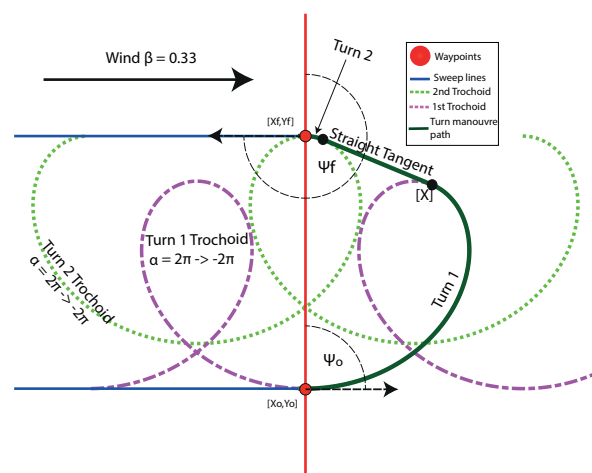 Wind β = 0.33
Turn 2
Waypoints
Sweep lines
2nd Trochoid
1st Trochoid
Turn manouvre
path
[Xf,Yf]
Straight Tangent
Ψf
[X]
Turn 1 Trochoid
α = 2π -> -2π
Turn 2 Trochoid
α = 2π -> -2π
Turn 1
Ψo
[Xo,Yo]